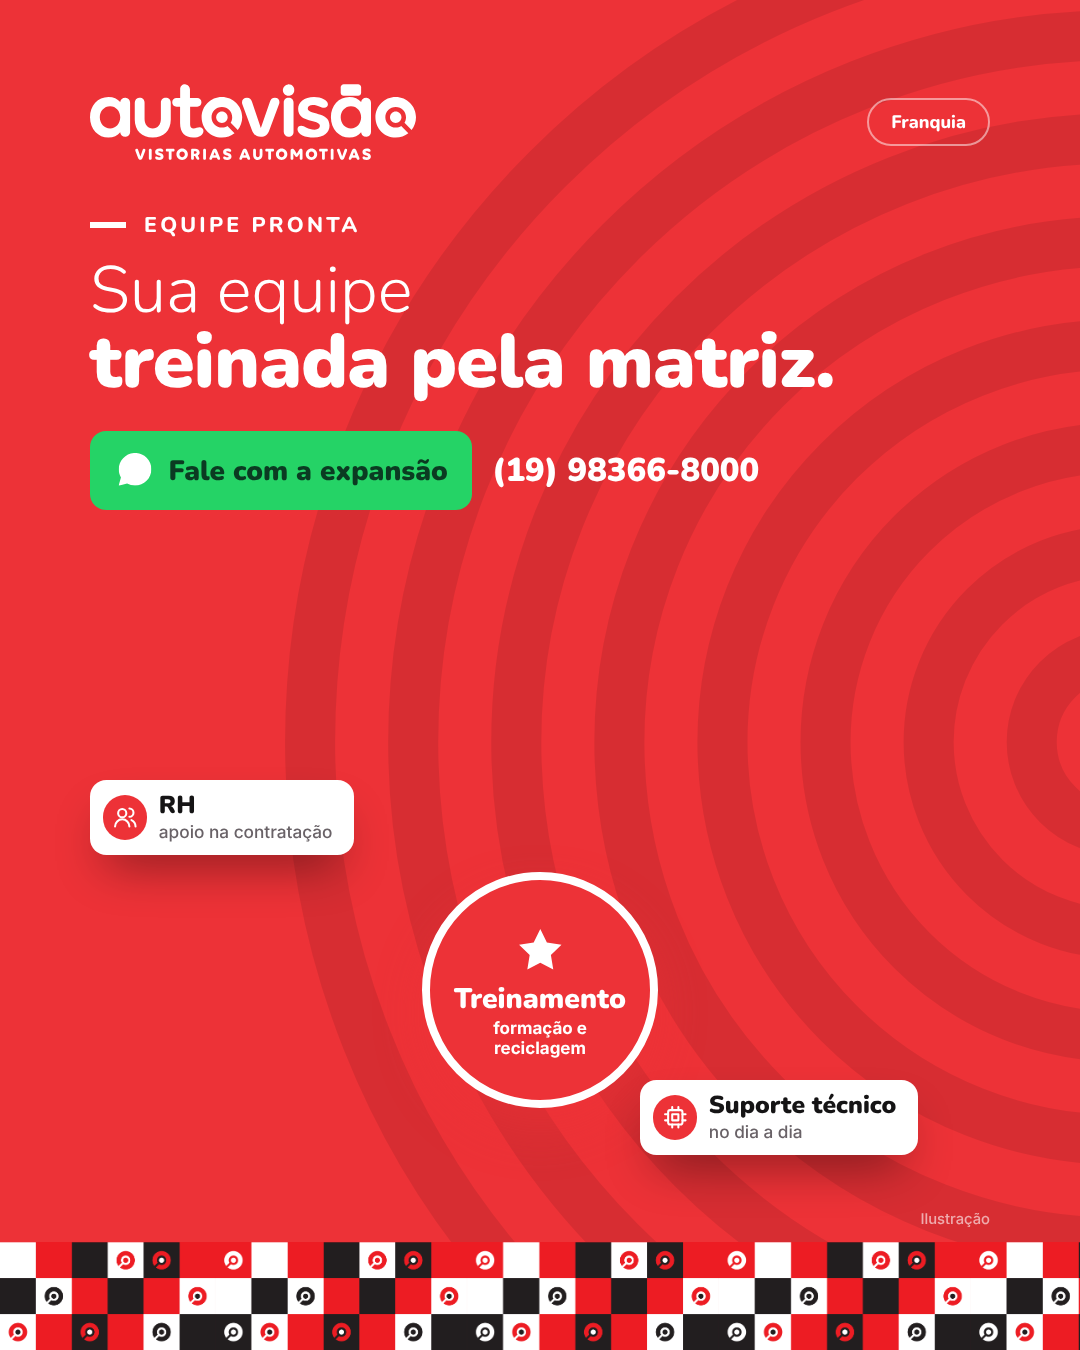 autovisão
VISTORIAS AUTOMOTIVAS
Franquia
EQUIPE PRONTA
Sua equipe
treinada pela matriz.
Fale com a expansão
(19) 98366-8000
RH
apoio na contratação
Treinamento
formação e
reciclagem
Suporte técnico
no dia a dia
Ilustração